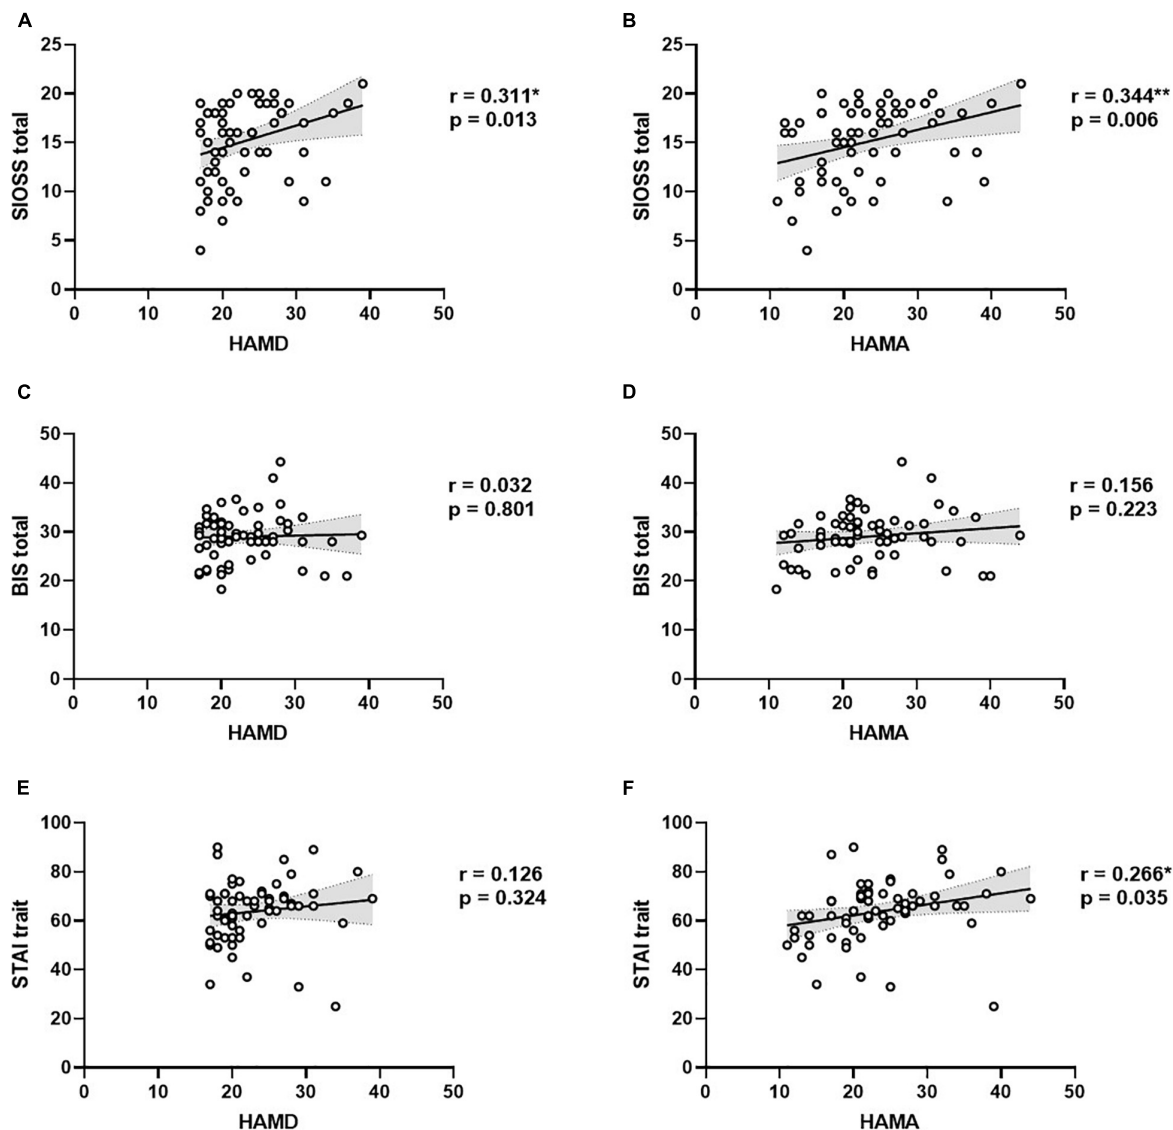 A
25
20
15
10
5
0
0 10 20 30 40 50
SIOSS total
HAMD
r = 0.311*
p = 0.013
B
25
20
15
10
5
0
0 10 20 30 40 50
SIOSS total
HAMA
r = 0.344**
p = 0.006
C
50
40
30
20
10
0
0 10 20 30 40 50
BIS total
HAMD
r = 0.032
p = 0.801
D
50
40
30
20
10
0
0 10 20 30 40 50
BIS total
HAMA
r = 0.156
p = 0.223
E
100
80
60
40
20
0
0 10 20 30 40 50
STAI trait
HAMD
r = 0.126
p = 0.324
F
100
80
60
40
20
0
0 10 20 30 40 50
STAI trait
HAMA
r = 0.266*
p = 0.035